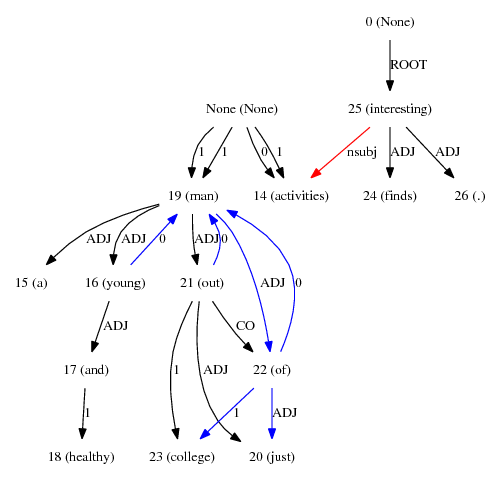 0 (None)
ROOT
None (None) 25 (interesting)
1 1 0 1 nsubj ADJ ADJ
19 (man) 14 (activities) 24 (finds) 26 (.)
ADJ ADJ 0 ADJ 0 ADJ 0
15 (a) 16 (young) 21 (out)
ADJ CO
17 (and) 22 (of)
1 1 ADJ 1 ADJ
18 (healthy) 23 (college) 20 (just)